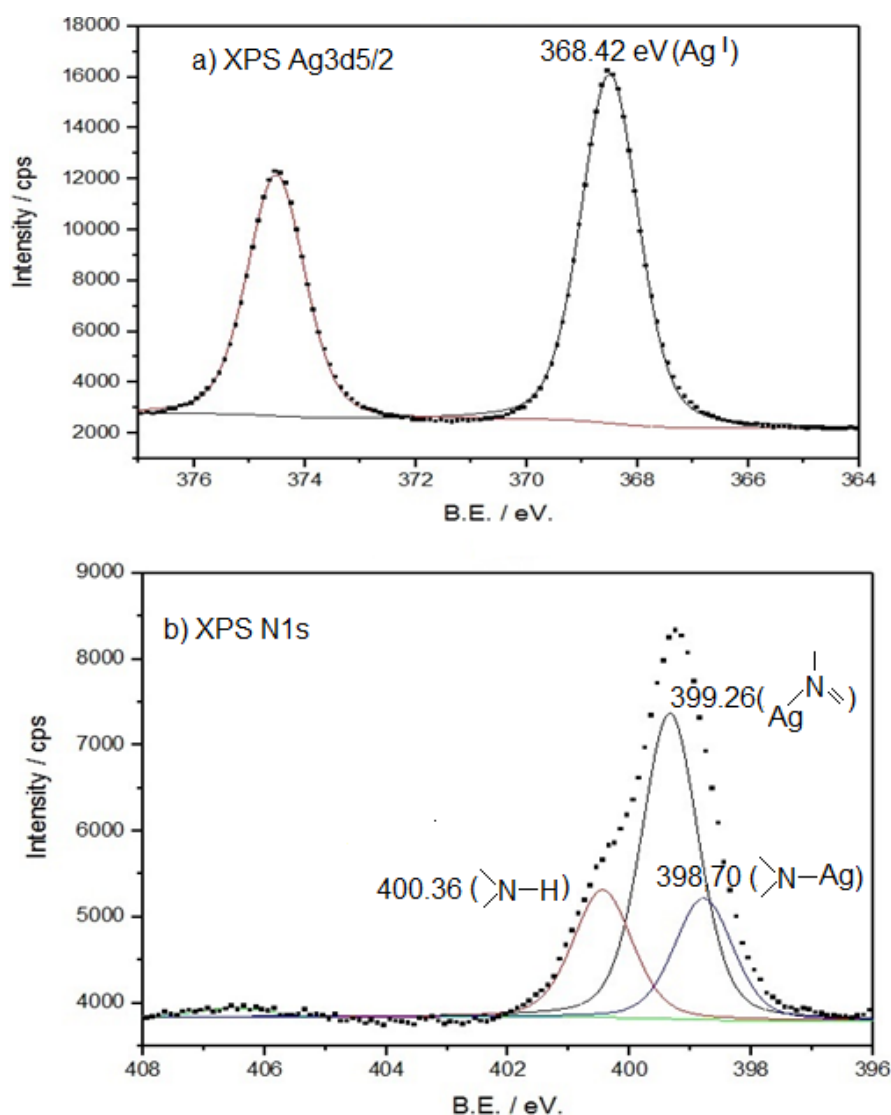 18000
16000
14000
12000
10000
8000
6000
4000
2000
Intensity / cps
a) XPS Ag3d5/2
368.42 eV (Ag I)
376 374 372 370 368 366 364
B.E. / eV.
9000
8000
7000
6000
5000
4000
Intensity / cps
b) XPS N1s
399.26( Ag N )
400.36 ( N—H)
398.70 ( N—Ag)
408 406 404 402 400 398 396
B.E. / eV.